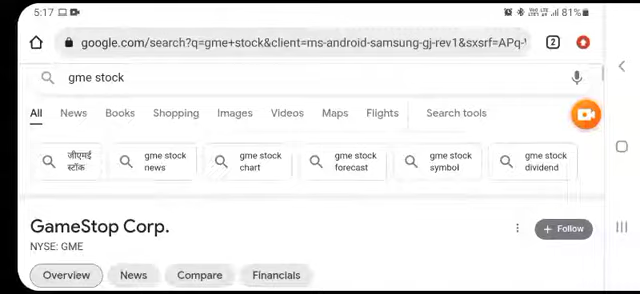 5:17
81%
google.com/search?q=gme+stock&client=ms-android-samsung-gj-rev1&sxsrf=APq-
2
gme stock
All News Books Shopping Images Videos Maps Flights Search tools
जीएमई स्टॉक
gme stock news
gme stock chart
gme stock forecast
gme stock symbol
gme stock dividend
GameStop Corp.
+ Follow
NYSE: GME
Overview News Compare Financials